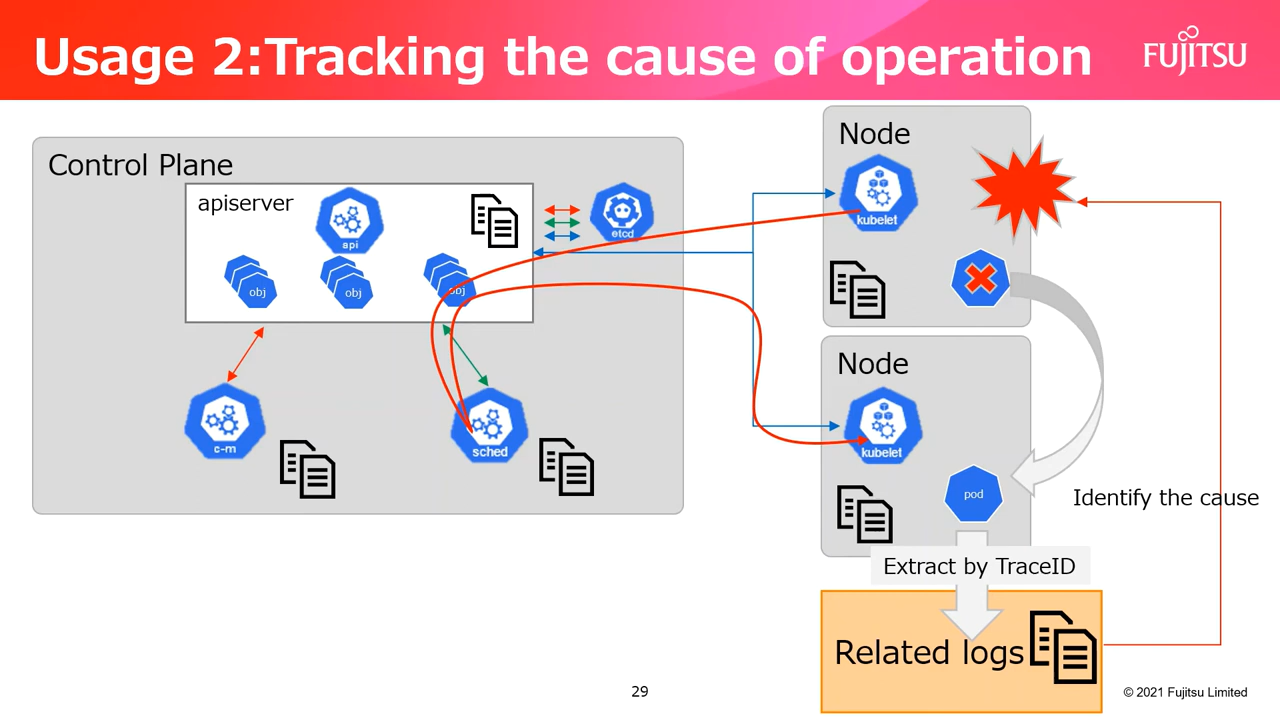 Usage 2:Tracking the cause of operation
FUJITSU
Control Plane
apiserver
api
etcd
obj
obj
obj
c-m
sched
Node
kubelet
Node
kubelet
pod
Identify the cause
Extract by TraceID
Related logs
29
© 2021 Fujitsu Limited